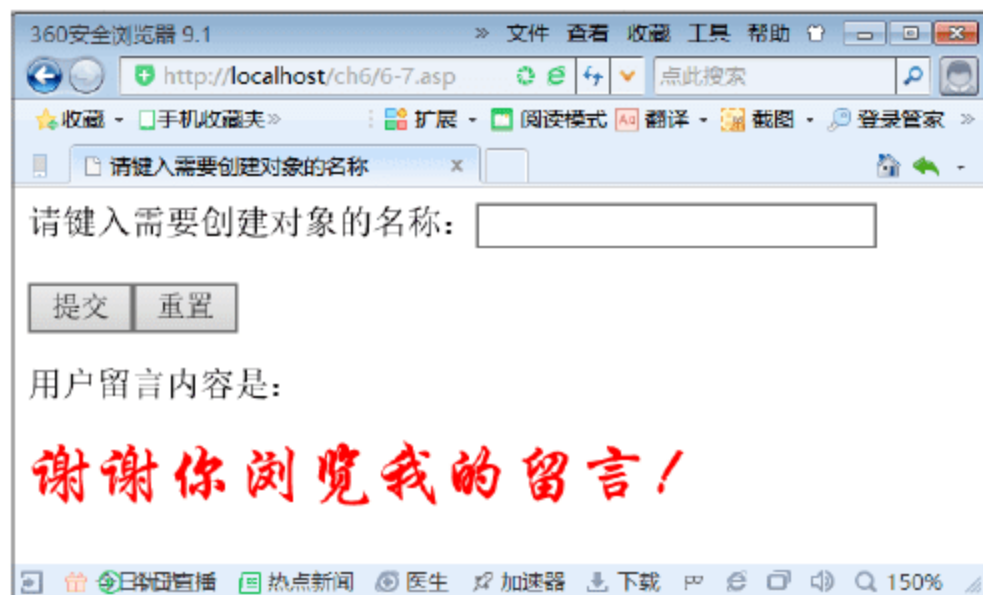 360安全浏览器 9.1 » 文件 查看 收藏 工具 帮助
http://localhost/ch6/6-7.asp 点此搜索
收藏 手机收藏夹» 扩展 阅读模式 Aあ 翻译 截图 登录管家 »
请键入需要创建对象的名称 ×
请键入需要创建对象的名称：
提交 重置
用户留言内容是：
谢谢你浏览我的留言！
直播 热点新闻 医生 加速器 下载 150%